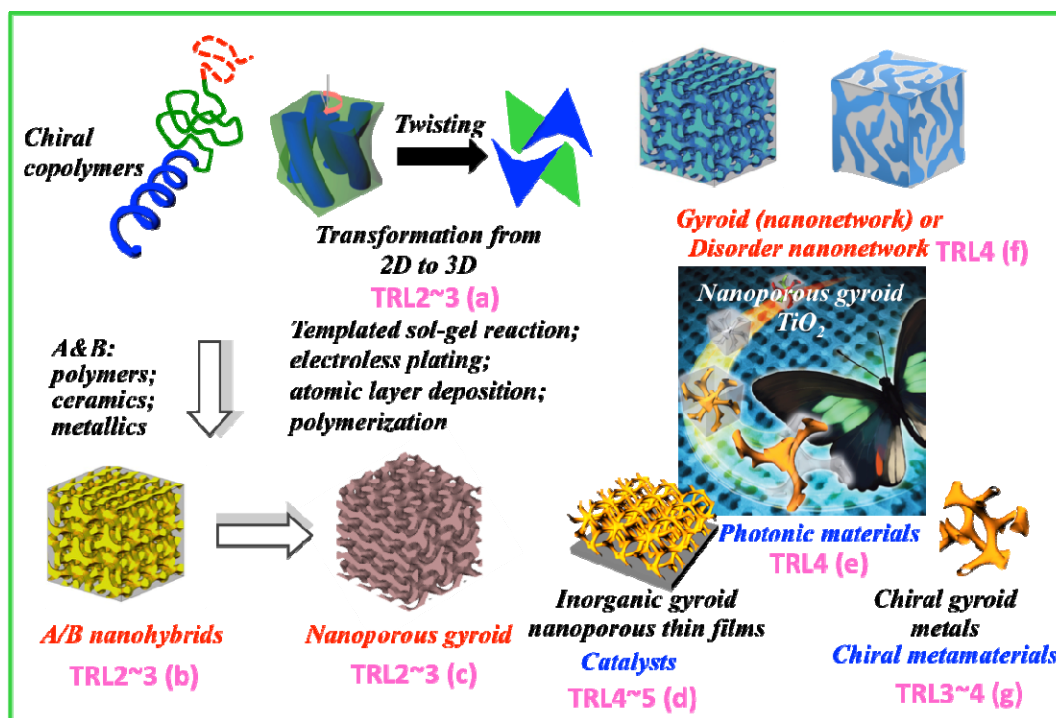 Chiral
copolymers
Twisting
Transformation from
2D to 3D
TRL2~3 (a)
Gyroid (nanonetwork) or
Disorder nanonetwork TRL4 (f)
A&B:
polymers;
ceramics;
metallics
Templated sol-gel reaction;
electroless plating;
atomic layer deposition;
polymerization
Nanoporous gyroid
TiO2
A/B nanohybrids
TRL2~3 (b)
Nanoporous gyroid
TRL2~3 (c)
Photonic materials
TRL4 (e)
Inorganic gyroid
nanoporous thin films
Catalysts
TRL4~5 (d)
Chiral gyroid
metals
Chiral metamaterials
TRL3~4 (g)